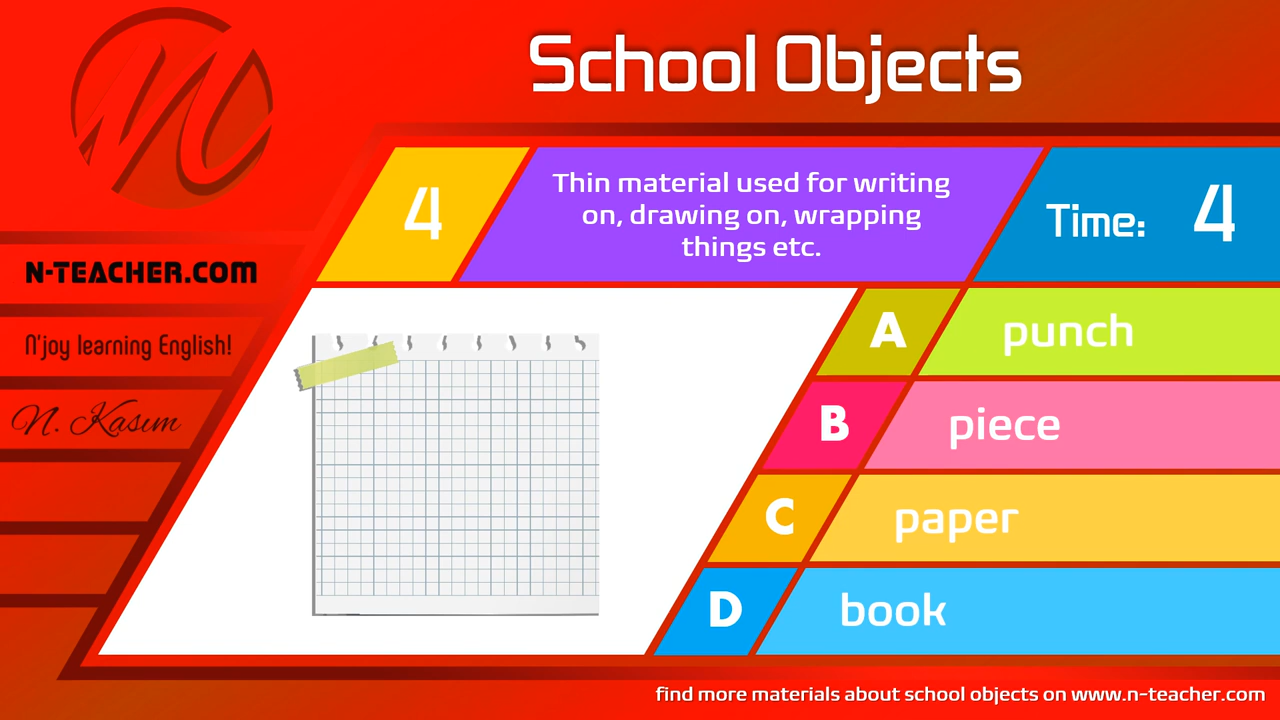 School Objects
4
Thin material used for writing
on, drawing on, wrapping
things etc.
Time: 4
N-TEACHER.COM
N'joy learning English!
N. Kasım
A punch
B piece
C paper
D book
find more materials about school objects on www.n-teacher.com